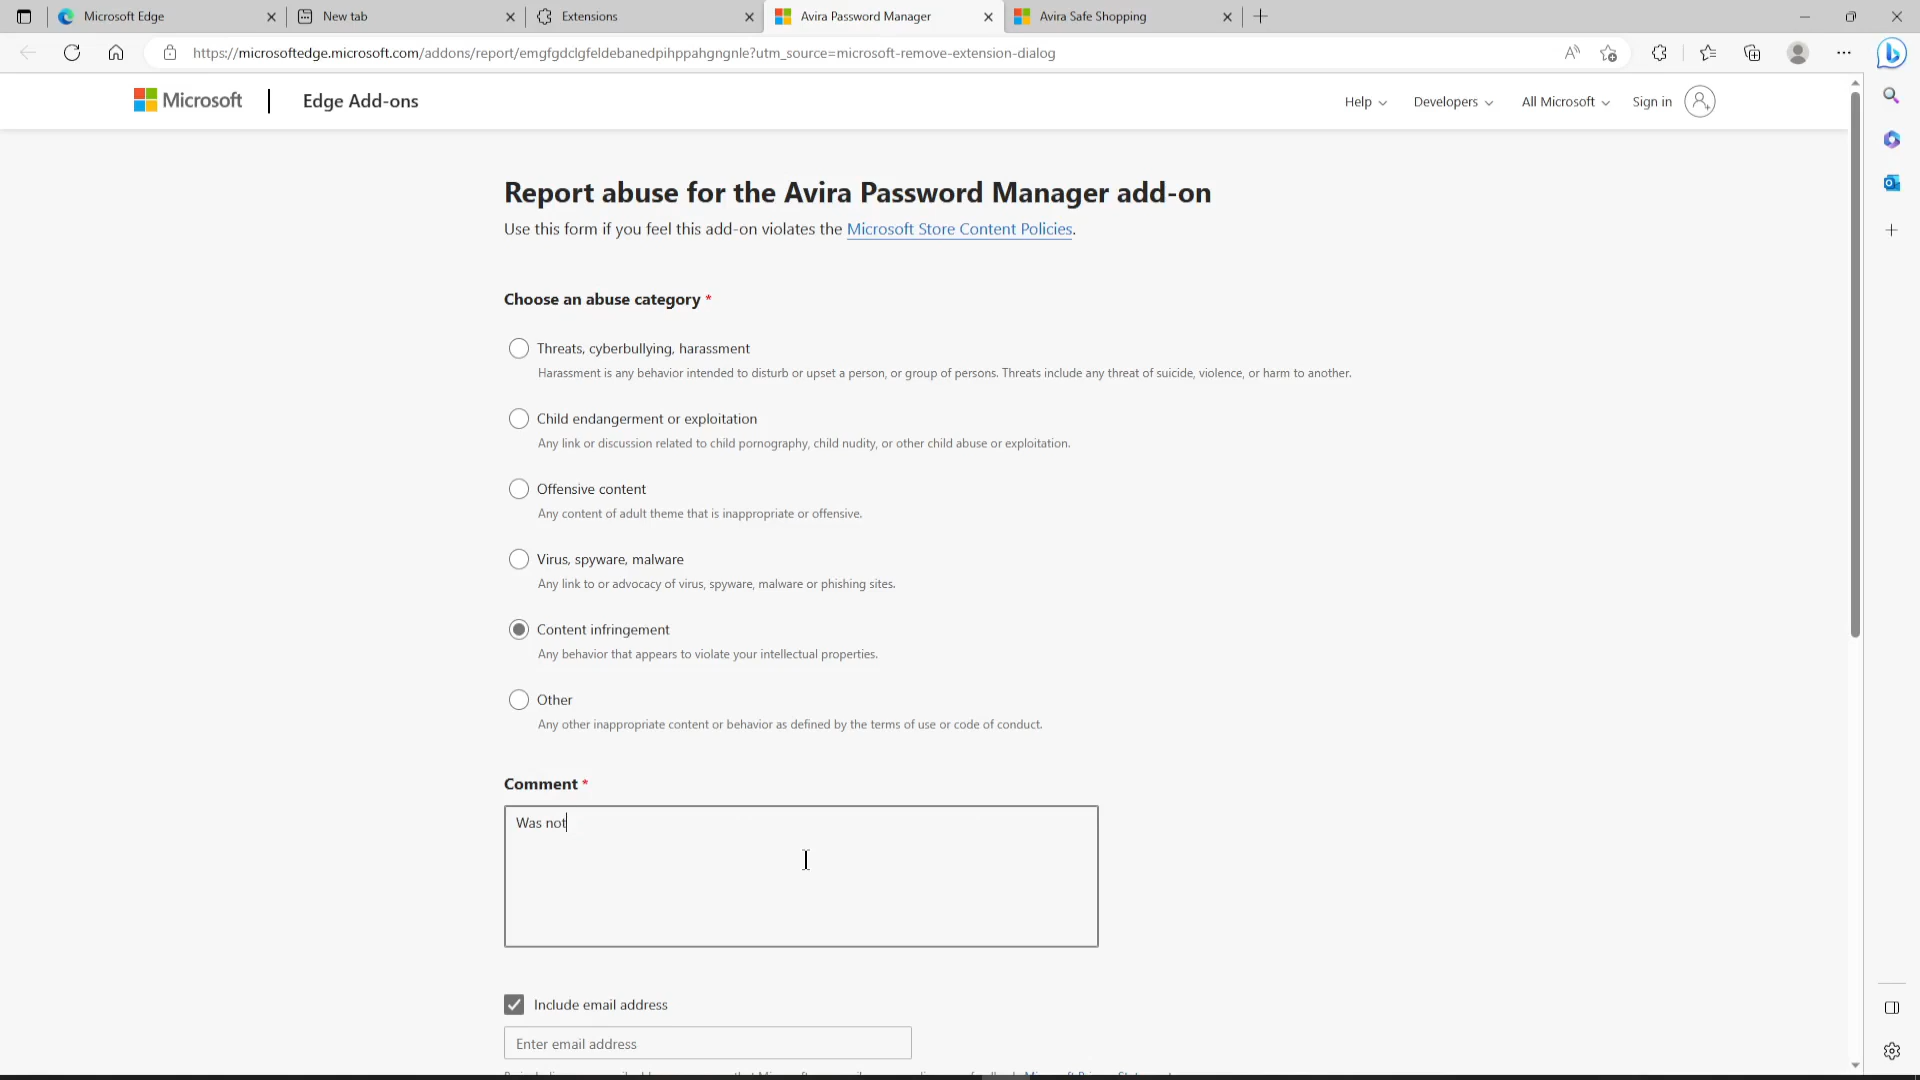 Microsoft Edge
New tab
Extensions
Avira Password Manager
Avira Safe Shopping
https://microsoftedge.microsoft.com/addons/report/emgfgdclgfeldebanedpihppahgngnle?utm_source=microsoft-remove-extension-dialog
Microsoft
Edge Add-ons
Help
Developers
All Microsoft
Sign in
Report abuse for the Avira Password Manager add-on
Use this form if you feel this add-on violates the Microsoft Store Content Policies.
Choose an abuse category *
Threats, cyberbullying, harassment
Harassment is any behavior intended to disturb or upset a person, or group of persons. Threats include any threat of suicide, violence, or harm to another.
Child endangerment or exploitation
Any link or discussion related to child pornography, child nudity, or other child abuse or exploitation.
Offensive content
Any content of adult theme that is inappropriate or offensive.
Virus, spyware, malware
Any link to or advocacy of virus, spyware, malware or phishing sites.
Content infringement
Any behavior that appears to violate your intellectual properties.
Other
Any other inappropriate content or behavior as defined by the terms of use or code of conduct.
Comment *
Was not
Include email address
Enter email address